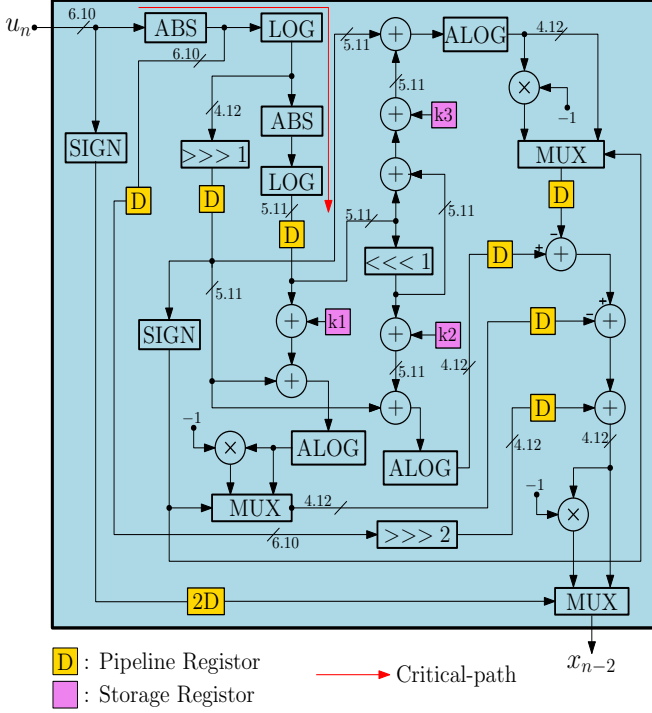 u_n
6.10
ABS
LOG
6.10
5.11
+
ALOG
4.12
5.11
4.12
ABS
+
k3
×
−1
SIGN
>>> 1
+
MUX
LOG
D
D
5.11
5.11
5.11
D
D
<<< 1
D
−
+
+
5.11
SIGN
+
k1
+
k2
D
−
+
+
5.11
4.12
+
+
D
+
−1
4.12
4.12
×
ALOG
ALOG
−1
MUX
4.12
×
6.10
>>> 2
2D
MUX
D : Pipeline Registor
Critical-path
x_{n−2}
: Storage Registor